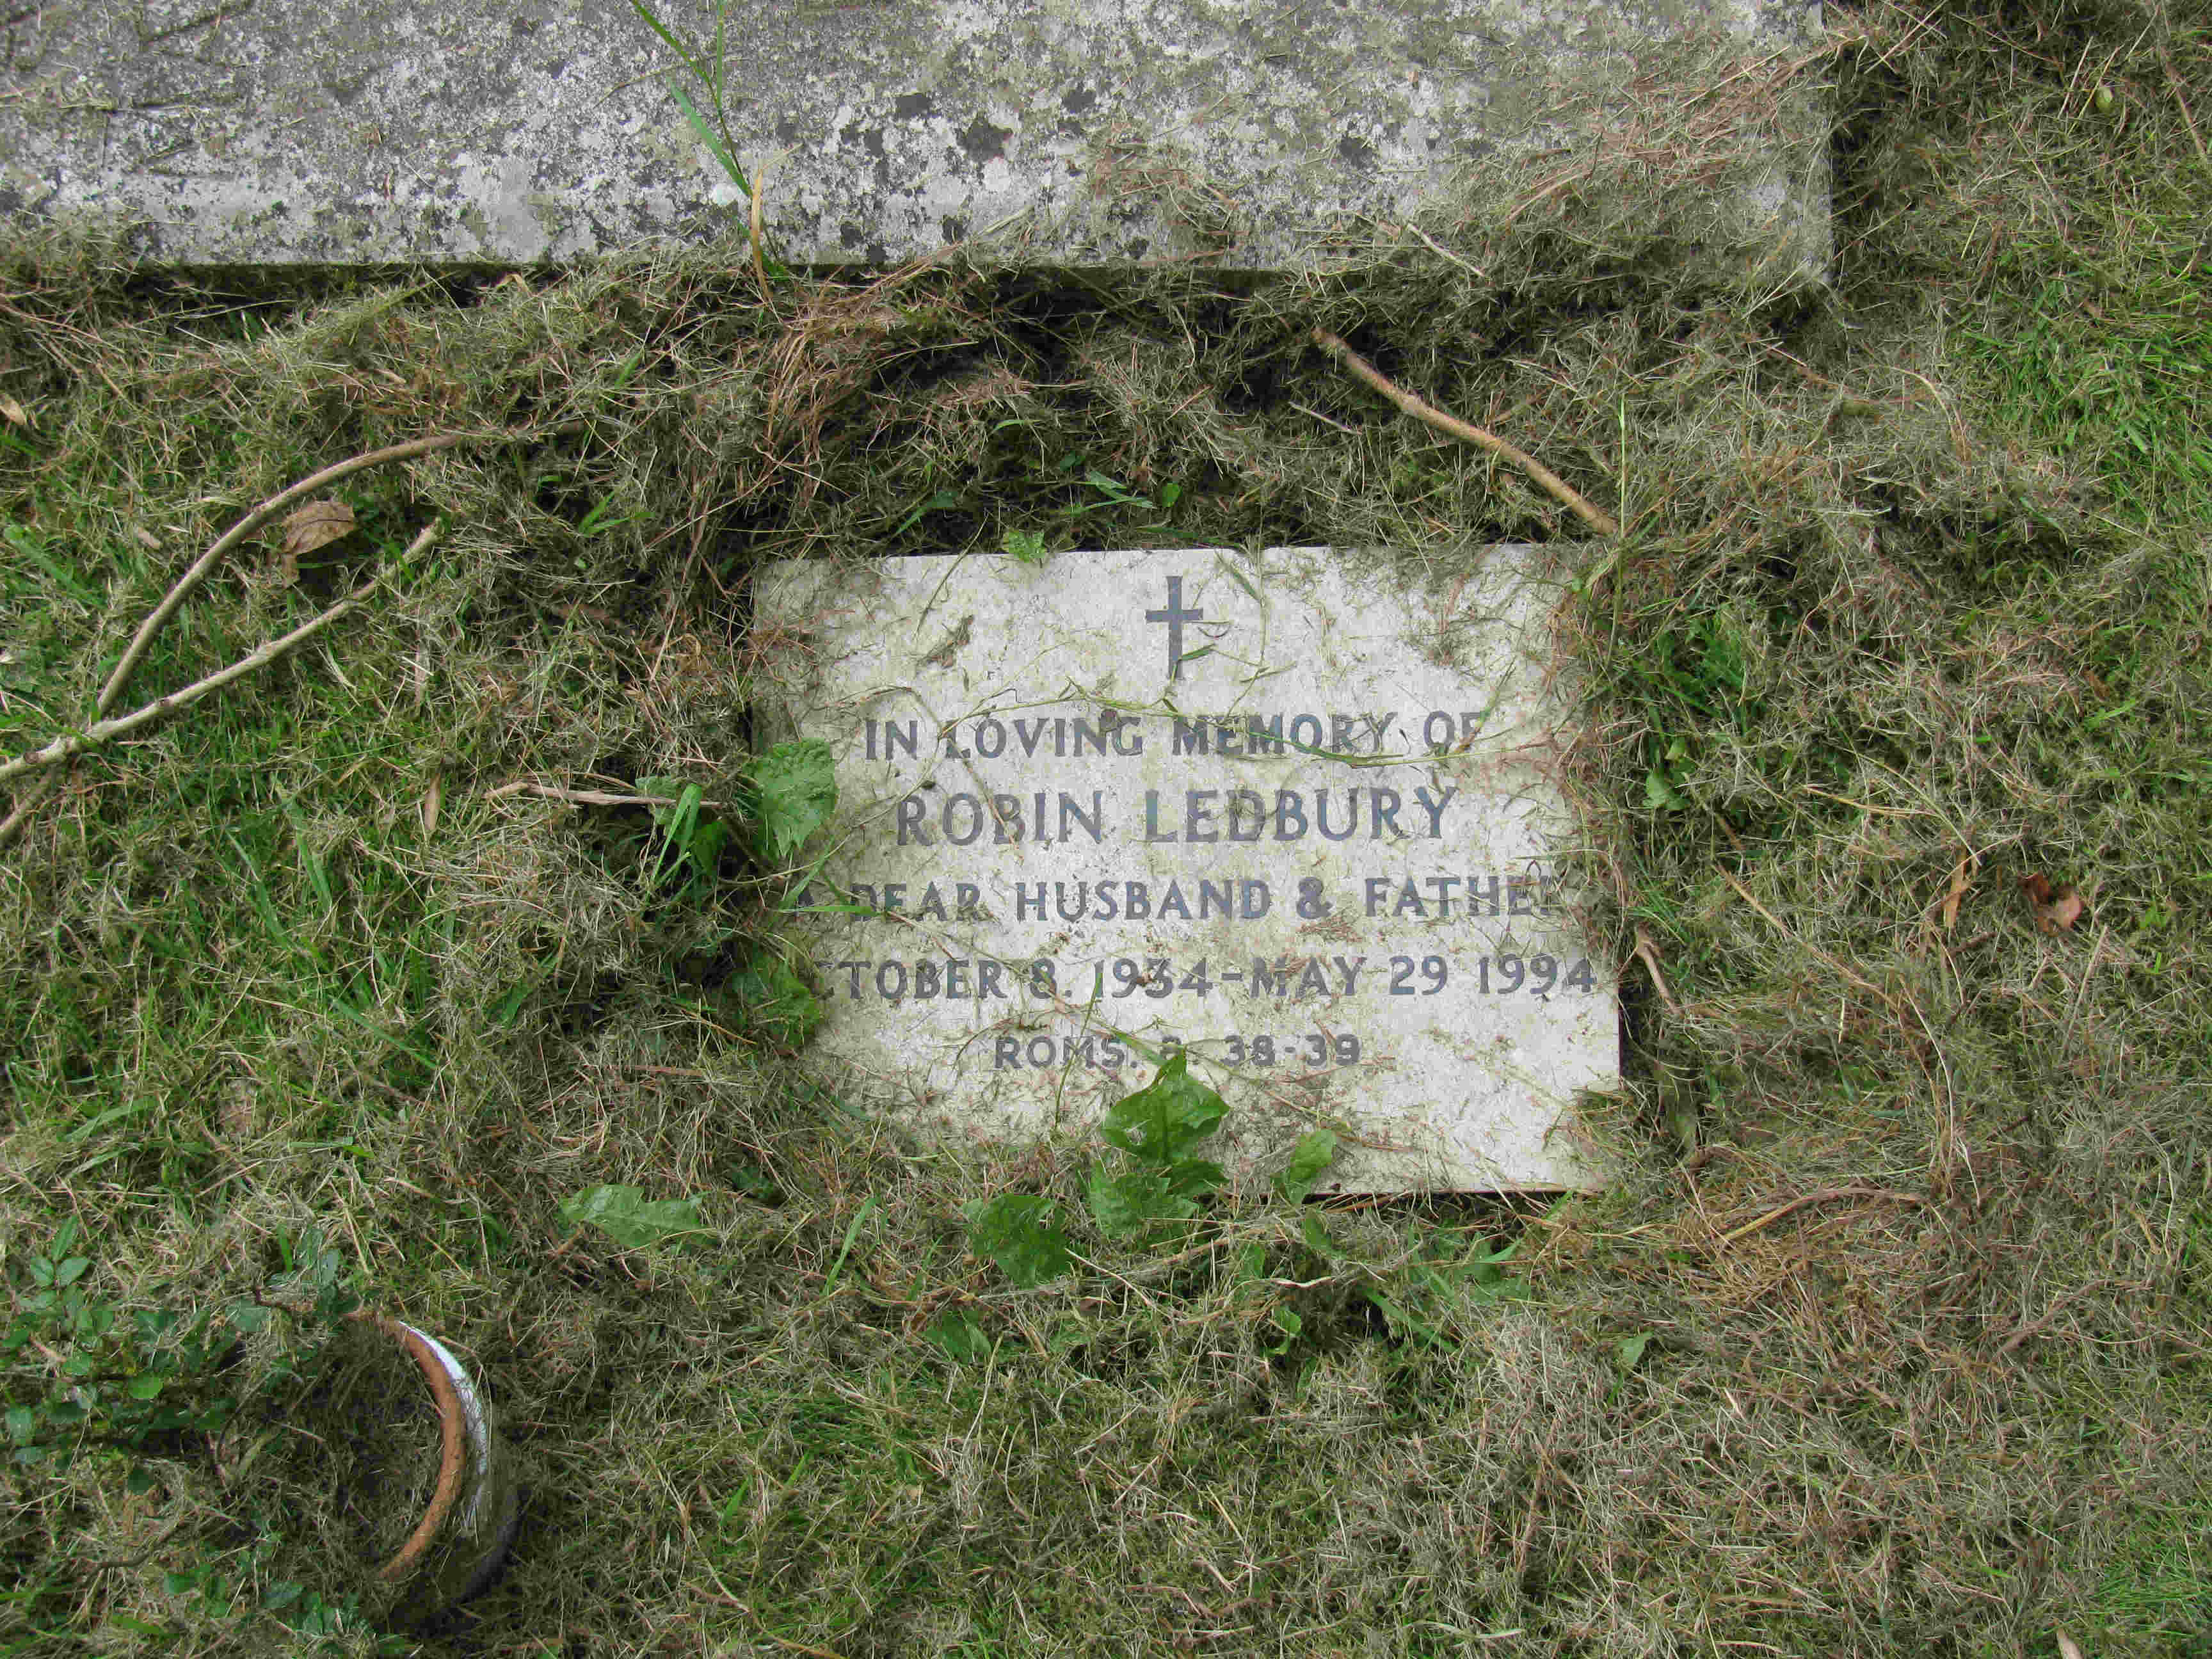 IN LOVING MEMORY OF
ROBIN LEDBURY
A DEAR HUSBAND & FATHER
OCTOBER 8. 1934-MAY 29 1994
ROMS. 8. 38-39